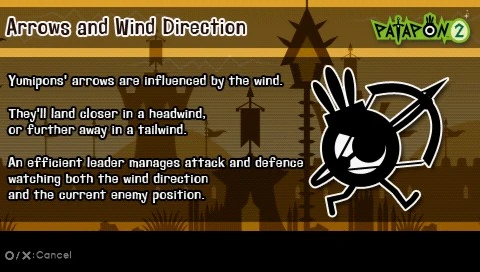 Arrows and Wind Direction
PATAPON 2
Yumipons' arrows are influenced by the wind.
They'll land closer in a headwind,
or further away in a tailwind.
An efficient leader manages attack and defence
watching both the wind direction
and the current enemy position.
O/X:Cancel